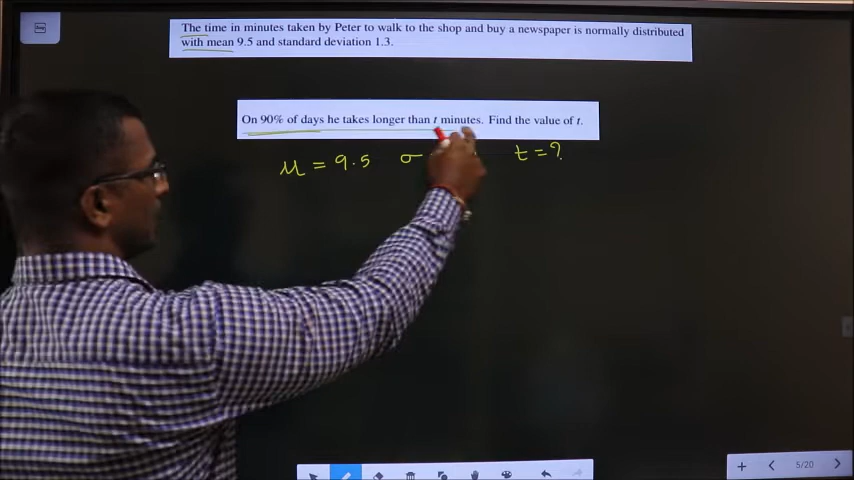 The time in minutes taken by Peter to walk to the shop and buy a newspaper is normally distributed
with mean 9.5 and standard deviation 1.3.
On 90% of days he takes longer than t minutes. Find the value of t.
μ = 9.5 σ t = ?
5/20